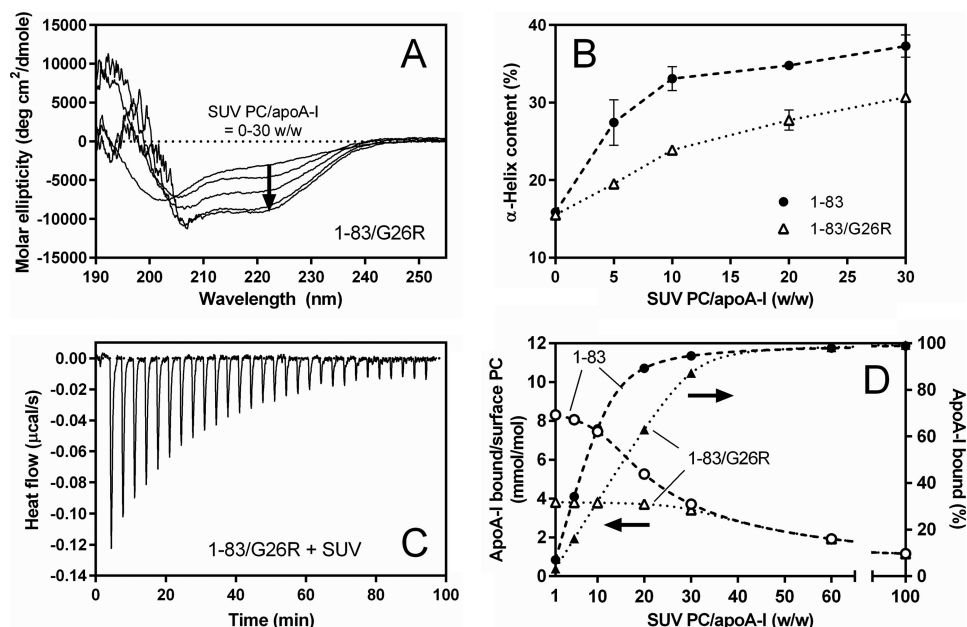 A
15000
10000
5000
0
-5000
-10000
-15000
Molar ellipticity (deg cm²/dmole)
SUV PC/apoA-I
= 0-30 w/w
1-83/G26R
190 200 210 220 230 240 250
Wavelength (nm)
B
40
30
20
10
α-Helix content (%)
1-83
1-83/G26R
0 5 10 15 20 25 30
SUV PC/apoA-I (w/w)
C
0.00
-0.02
-0.04
-0.06
-0.08
-0.10
-0.12
-0.14
Heat flow (μcal/s)
1-83/G26R + SUV
0 20 40 60 80 100
Time (min)
D
12
10
8
6
4
2
0
ApoA-I bound/surface PC
(mmol/mol)
1-83
1-83/G26R
100
80
60
40
20
0
ApoA-I bound (%)
1 10 20 30 40 50 60 100
SUV PC/apoA-I (w/w)